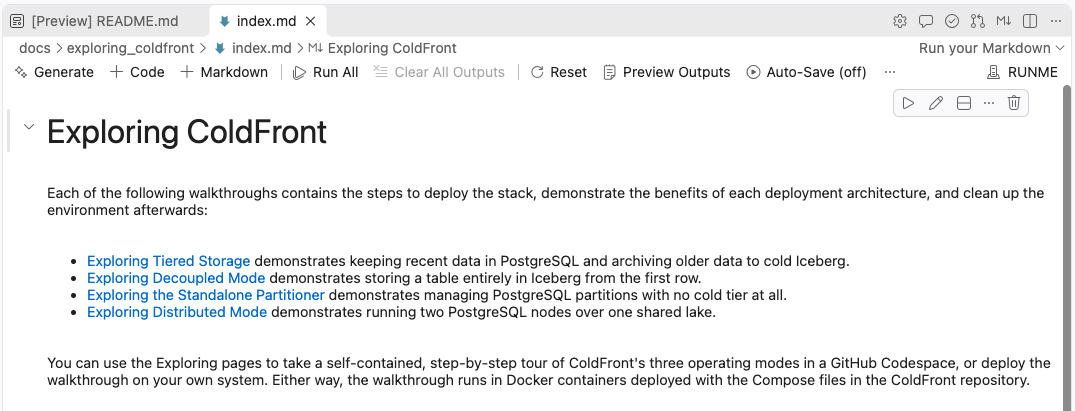 [Preview] README.md index.md
docs > exploring_coldfront > index.md > M↓ Exploring ColdFront Run your Markdown
Generate + Code + Markdown Run All Clear All Outputs Reset Preview Outputs Auto-Save (off) ... RUNME
Exploring ColdFront
Each of the following walkthroughs contains the steps to deploy the stack, demonstrate the benefits of each deployment architecture, and clean up the
environment afterwards:
• Exploring Tiered Storage demonstrates keeping recent data in PostgreSQL and archiving older data to cold Iceberg.
• Exploring Decoupled Mode demonstrates storing a table entirely in Iceberg from the first row.
• Exploring the Standalone Partitioner demonstrates managing PostgreSQL partitions with no cold tier at all.
• Exploring Distributed Mode demonstrates running two PostgreSQL nodes over one shared lake.
You can use the Exploring pages to take a self-contained, step-by-step tour of ColdFront's three operating modes in a GitHub Codespace, or deploy the
walkthrough on your own system. Either way, the walkthrough runs in Docker containers deployed with the Compose files in the ColdFront repository.